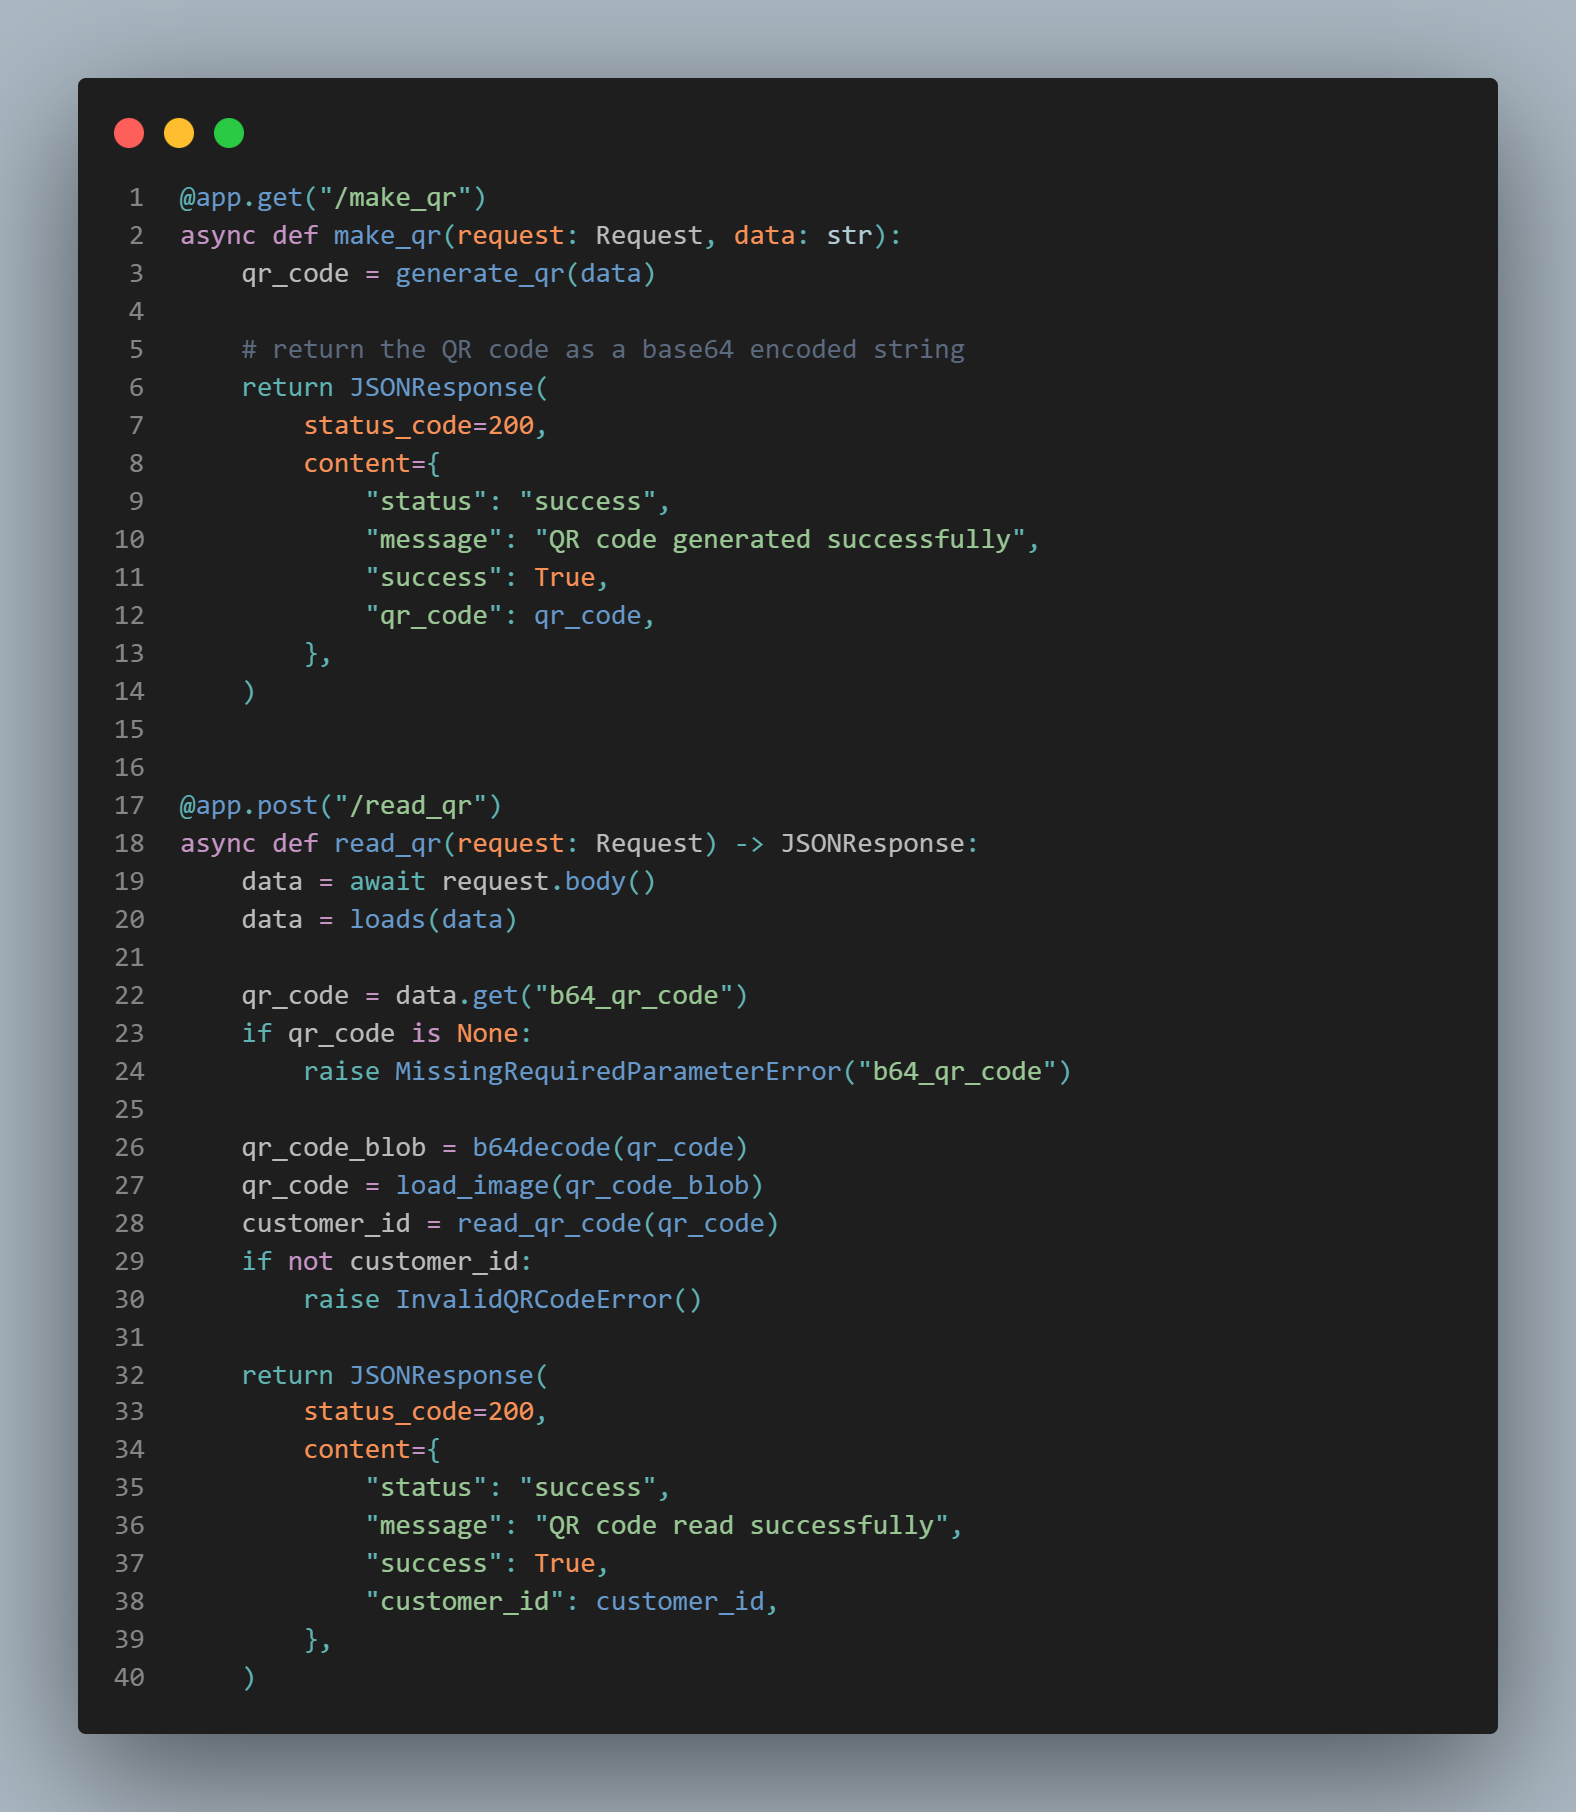 1 @app.get("/make_qr")
2 async def make_qr(request: Request, data: str):
3     qr_code = generate_qr(data)
4
5     # return the QR code as a base64 encoded string
6     return JSONResponse(
7         status_code=200,
8         content={
9             "status": "success",
10             "message": "QR code generated successfully",
11             "success": True,
12             "qr_code": qr_code,
13         },
14     )
15
16
17 @app.post("/read_qr")
18 async def read_qr(request: Request) -> JSONResponse:
19     data = await request.body()
20     data = loads(data)
21
22     qr_code = data.get("b64_qr_code")
23     if qr_code is None:
24         raise MissingRequiredParameterError("b64_qr_code")
25
26     qr_code_blob = b64decode(qr_code)
27     qr_code = load_image(qr_code_blob)
28     customer_id = read_qr_code(qr_code)
29     if not customer_id:
30         raise InvalidQRCodeError()
31
32     return JSONResponse(
33         status_code=200,
34         content={
35             "status": "success",
36             "message": "QR code read successfully",
37             "success": True,
38             "customer_id": customer_id,
39         },
40     )